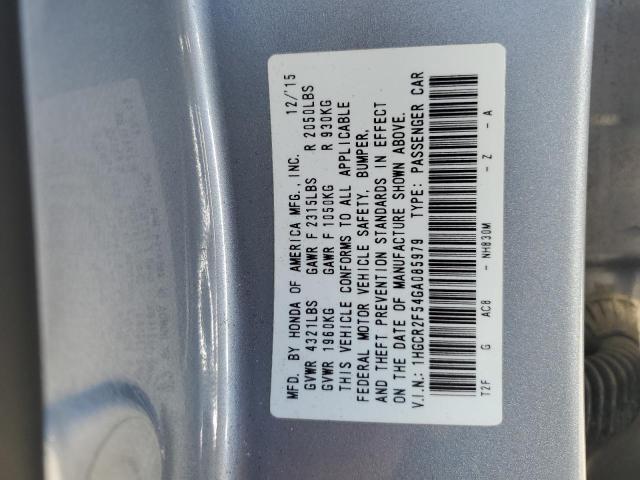 MFD. BY HONDA OF AMERICA MFG., INC. 12/'15
GVWR 4321LBS GAWR F 2315LBS R 2050LBS
GVWR 1960KG GAWR F 1050KG R 930KG
THIS VEHICLE CONFORMS TO ALL APPLICABLE
FEDERAL MOTOR VEHICLE SAFETY, BUMPER,
AND THEFT PREVENTION STANDARDS IN EFFECT
ON THE DATE OF MANUFACTURE SHOWN ABOVE.
V.I.N.: 1HGCR2F54GA085979 TYPE: PASSENGER CAR
T2F G AC8 - NH830M - Z - A